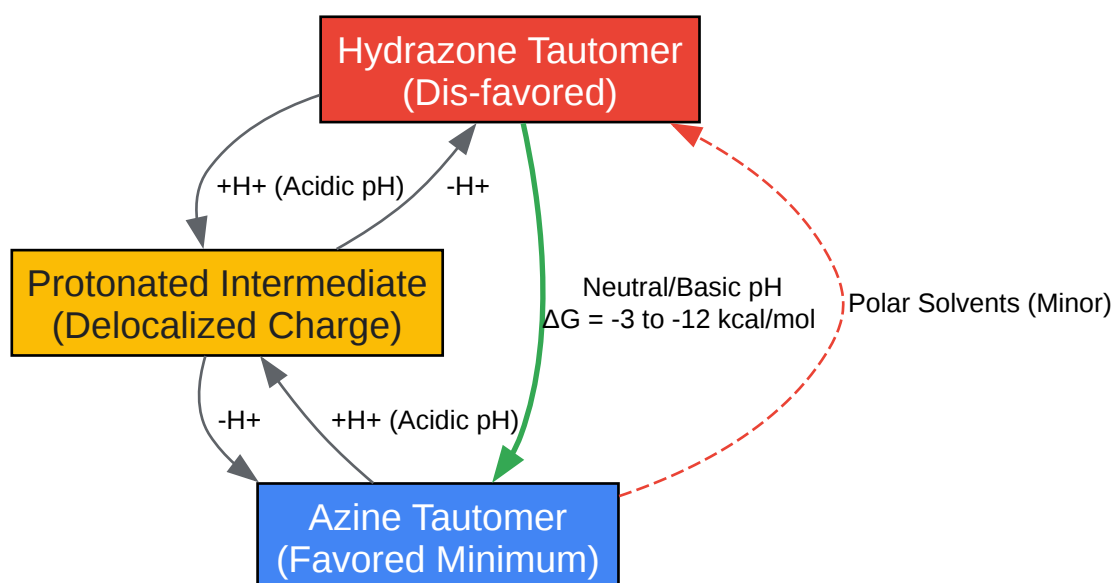 Hydrazone Tautomer
(Dis-favored)
+H+ (Acidic pH)
-H+
Protonated Intermediate
(Delocalized Charge)
Neutral/Basic pH
ΔG = -3 to -12 kcal/mol
Polar Solvents (Minor)
-H+
+H+ (Acidic pH)
Azine Tautomer
(Favored Minimum)